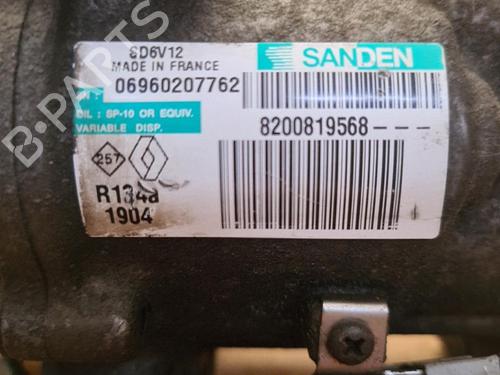 SD6V12
MADE IN FRANCE
SANDEN
06960207762
OIL : SP-10 OR EQUIV.
VARIABLE DISP.
8200819568---
257
R134a
1904
B-PARTS